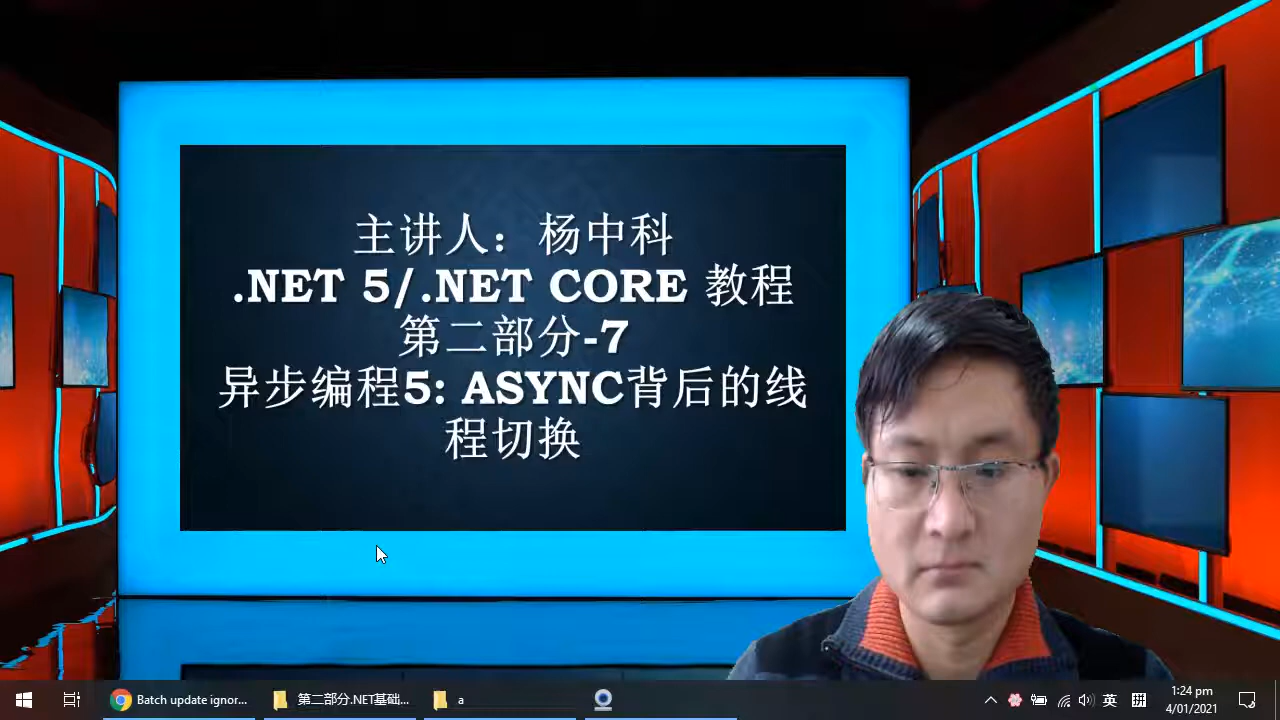 主讲人：杨中科
.NET 5/.NET CORE 教程
第二部分-7
异步编程5: ASYNC背后的线
程切换
Batch update ignor...
第二部分.NET基础...
a
英
1:24 pm
4/01/2021